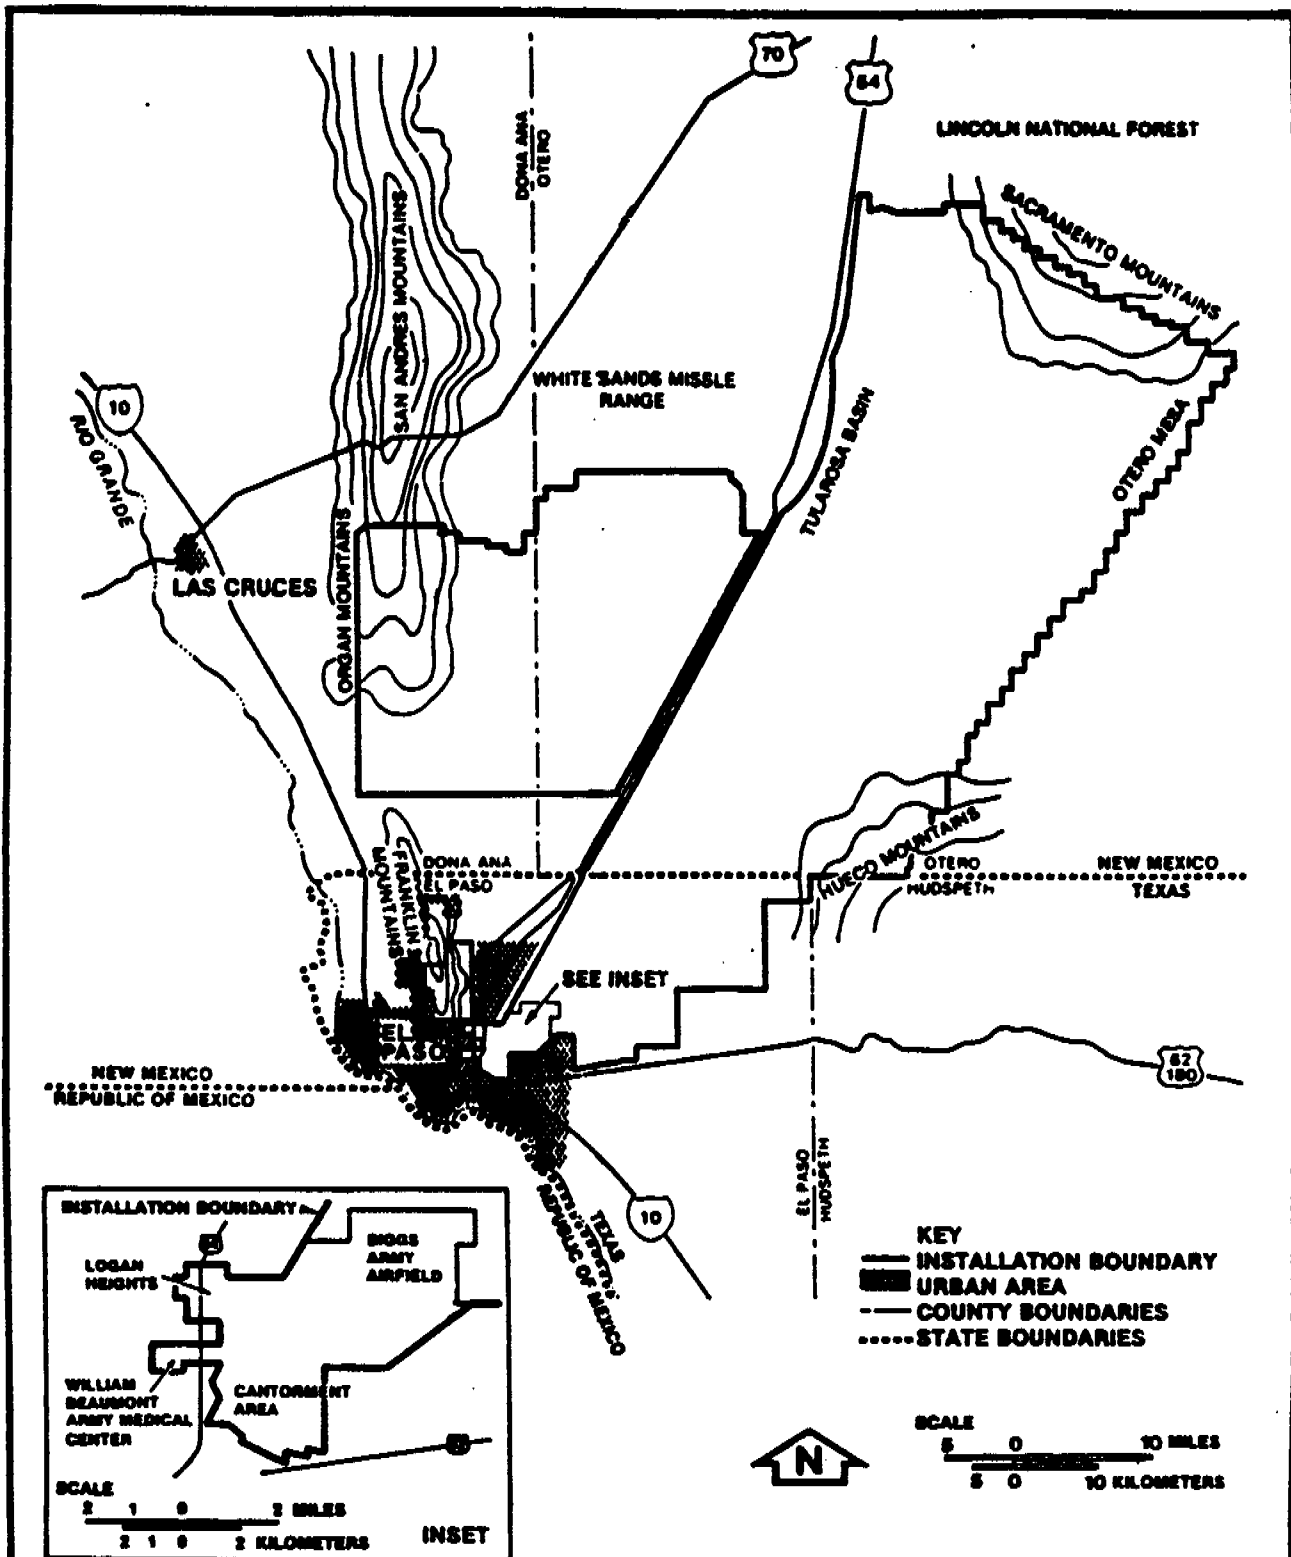 70
54
LINCOLN NATIONAL FOREST
DONA ANA
OTERO
SACRAMENTO MOUNTAINS
SAN ANDRES MOUNTAINS
WHITE SANDS MISSLE
RANGE
10
RIO GRANDE
TULAROSA BASIN
OTERO MESA
ORGAN MOUNTAINS
LAS CRUCES
FRANKLIN
MOUNTAINS
DONA ANA
EL PASO
HUECO MOUNTAINS
OTERO
HUDSPETH
NEW MEXICO
TEXAS
SEE INSET
EL
PASO
NEW MEXICO
REPUBLIC OF MEXICO
62
180
EL PASO
HUDSPETH
TEXAS
REPUBLIC OF MEXICO
10
INSTALLATION BOUNDARY
LOGAN
HEIGHTS
BIGGS
ARMY
AIRFIELD
WILLIAM
BEAUMONT
ARMY MEDICAL
CENTER
CANTORMENT
AREA
SCALE
2 1 0 2 MILES
2 1 0 2 KILOMETERS
INSET
KEY
INSTALLATION BOUNDARY
URBAN AREA
COUNTY BOUNDARIES
STATE BOUNDARIES
N
SCALE
5 0 10 MILES
5 0 10 KILOMETERS